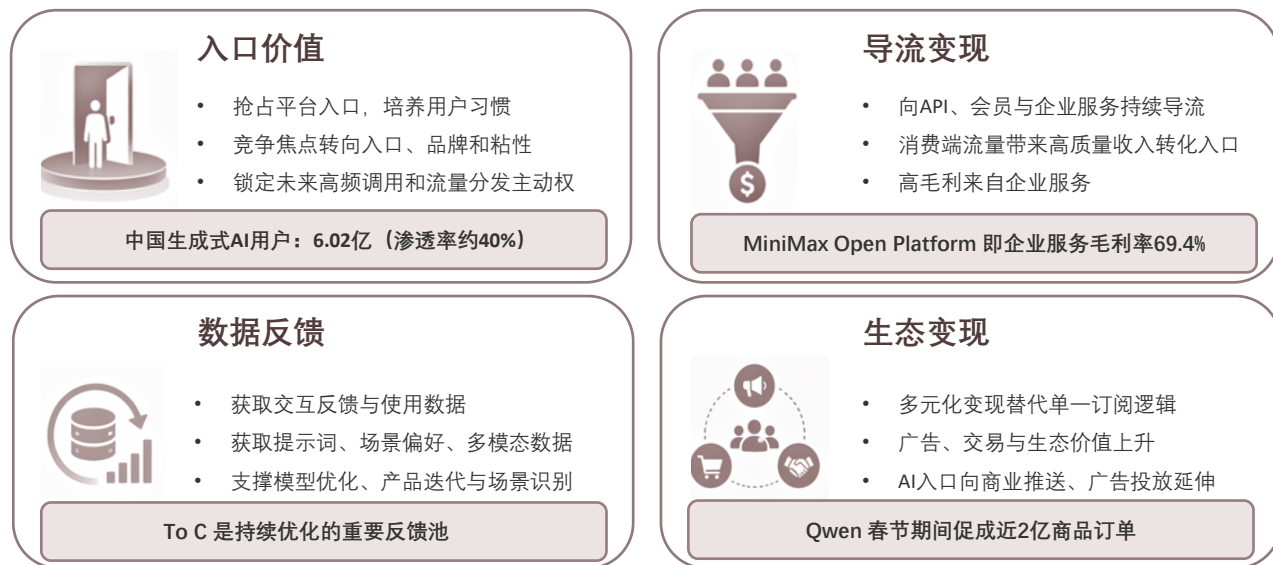 入口价值
• 抢占平台入口，培养用户习惯
• 竞争焦点转向入口、品牌和粘性
• 锁定未来高频调用和流量分发主动权
中国生成式AI用户：6.02亿（渗透率约40%）
导流变现
• 向API、会员与企业服务持续导流
• 消费端流量带来高质量收入转化入口
• 高毛利来自企业服务
$
MiniMax Open Platform 即企业服务毛利率69.4%
数据反馈
• 获取交互反馈与使用数据
• 获取提示词、场景偏好、多模态数据
• 支撑模型优化、产品迭代与场景识别
To C 是持续优化的重要反馈池
生态变现
• 多元化变现替代单一订阅逻辑
• 广告、交易与生态价值上升
• AI入口向商业推送、广告投放延伸
Qwen 春节期间促成近2亿商品订单